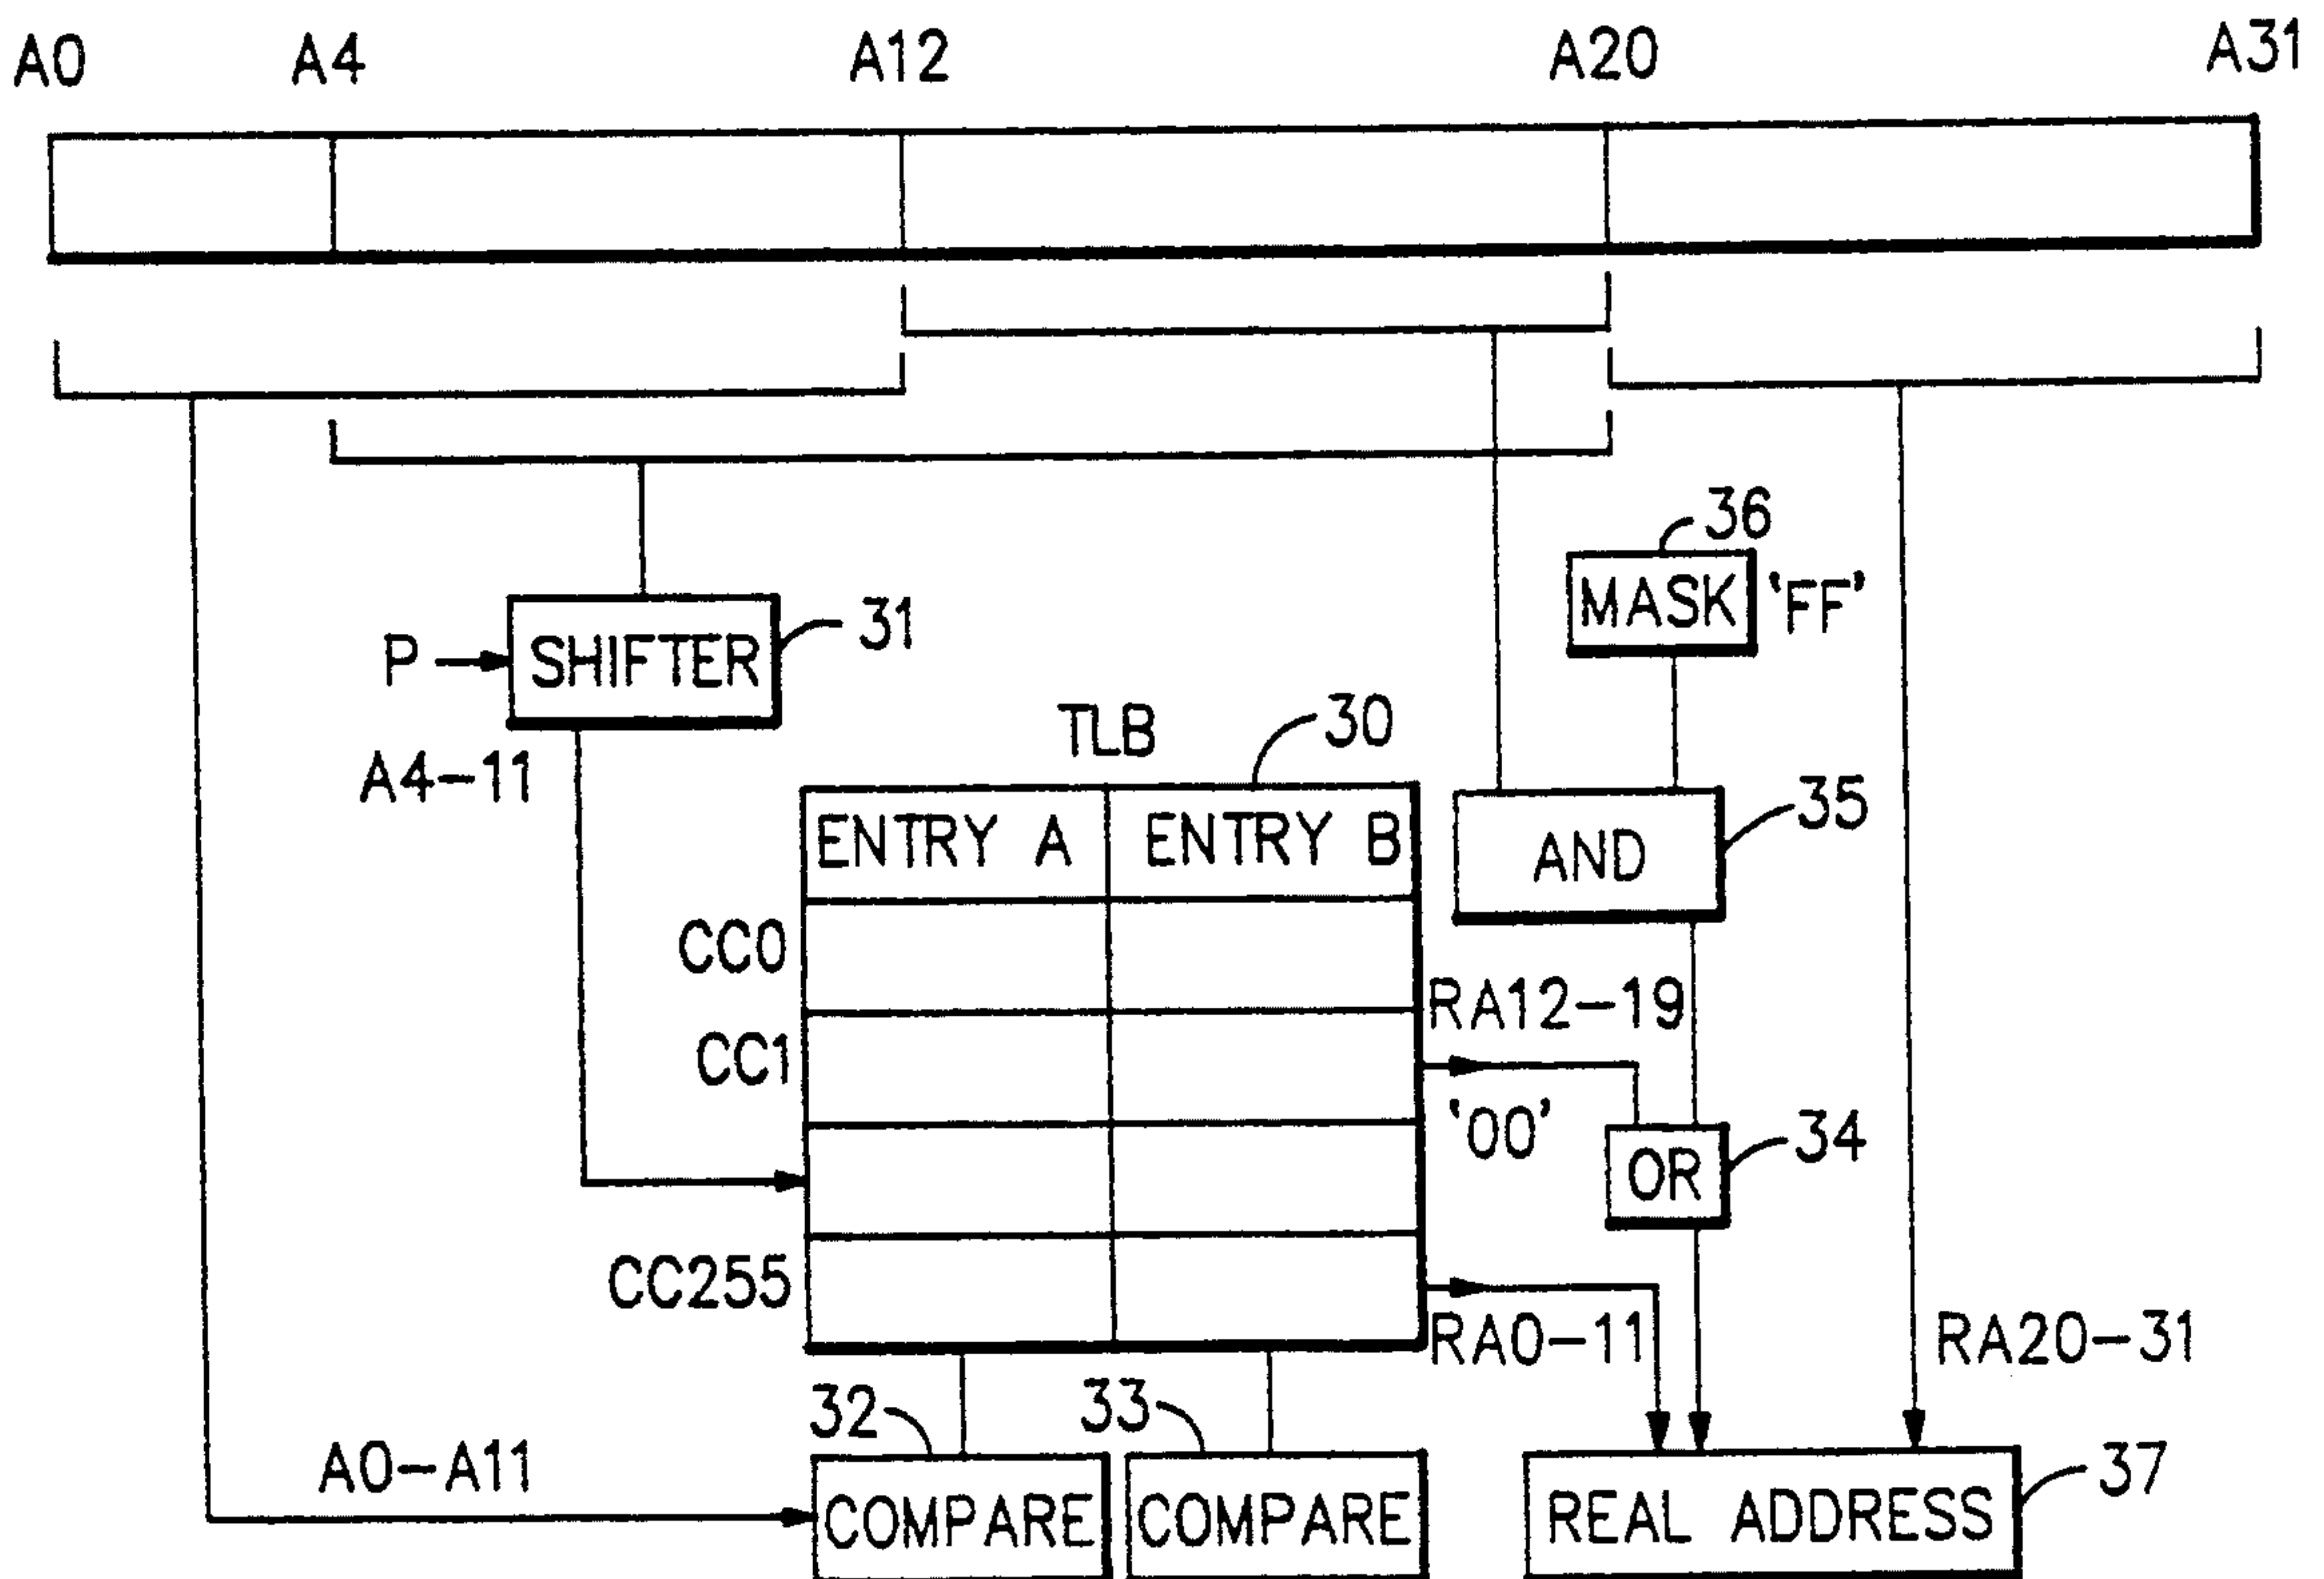 A0 A4 A12 A20 A31
36
MASK 'FF'
31
P SHIFTER
TLB 30
A4-11
35
ENTRY A ENTRY B AND
CC0
RA12-19
CC1
'00' 34
OR
CC255
RA0-11 RA20-31
32 33
A0-A11 37
COMPARE COMPARE REAL ADDRESS